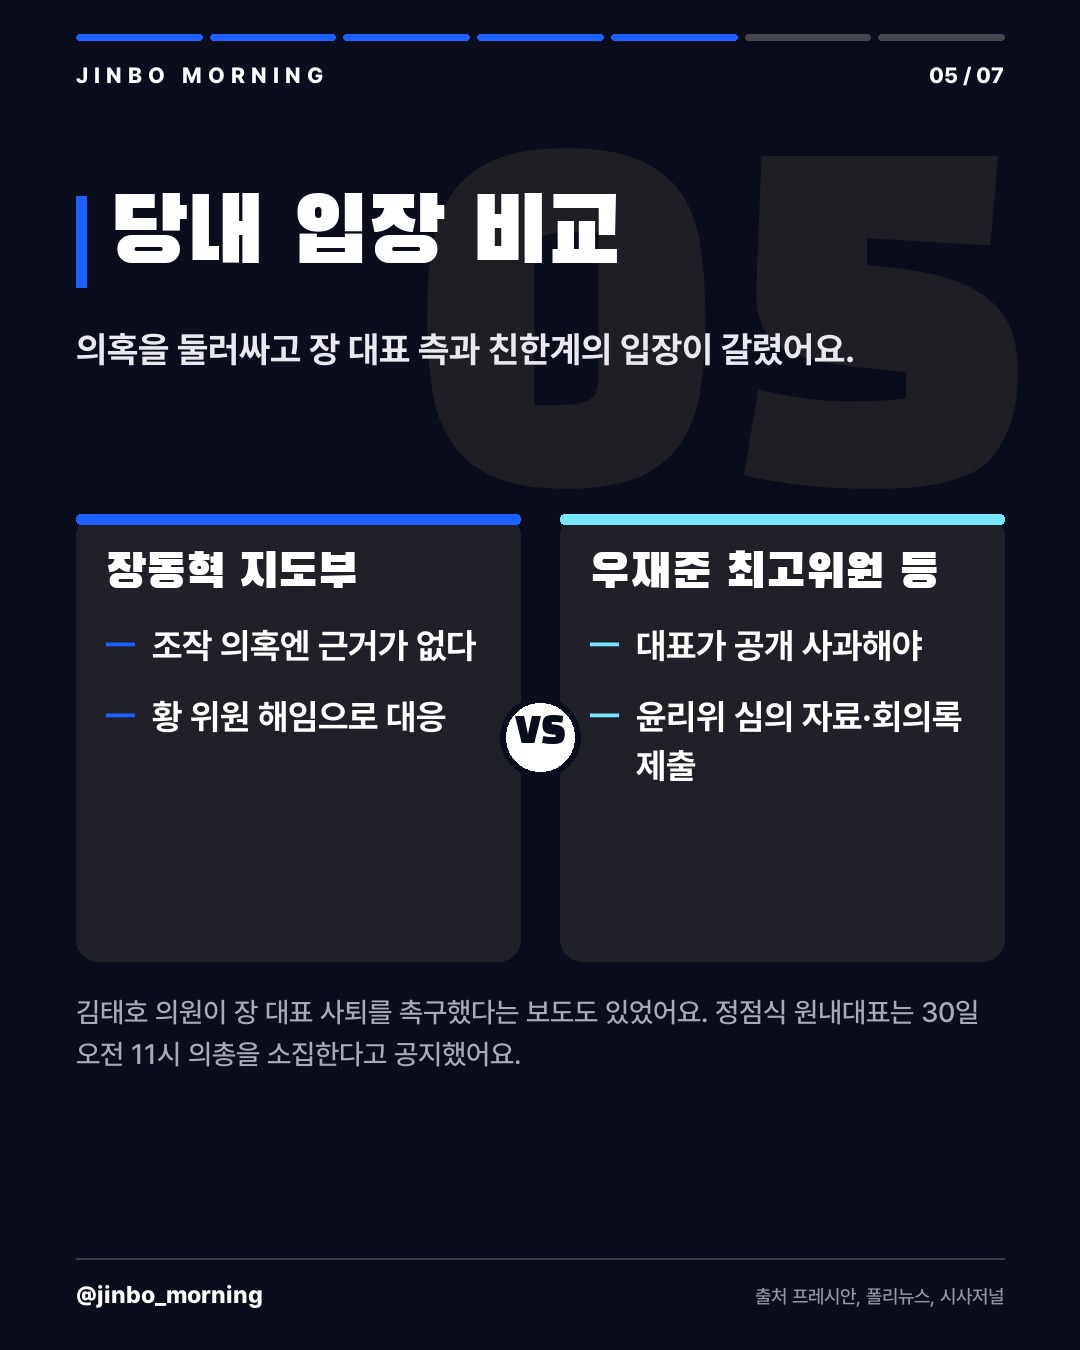 JINBO MORNING
05 / 07
05
당내 입장 비교
의혹을 둘러싸고 장 대표 측과 친한계의 입장이 갈렸어요.
장동혁 지도부
— 조작 의혹엔 근거가 없다
— 황 위원 해임으로 대응
VS
우재준 최고위원 등
— 대표가 공개 사과해야
— 윤리위 심의 자료·회의록
제출
김태호 의원이 장 대표 사퇴를 촉구했다는 보도도 있었어요. 정점식 원내대표는 30일
오전 11시 의총을 소집한다고 공지했어요.
@jinbo_morning
출처 프레시안, 폴리뉴스, 시사저널